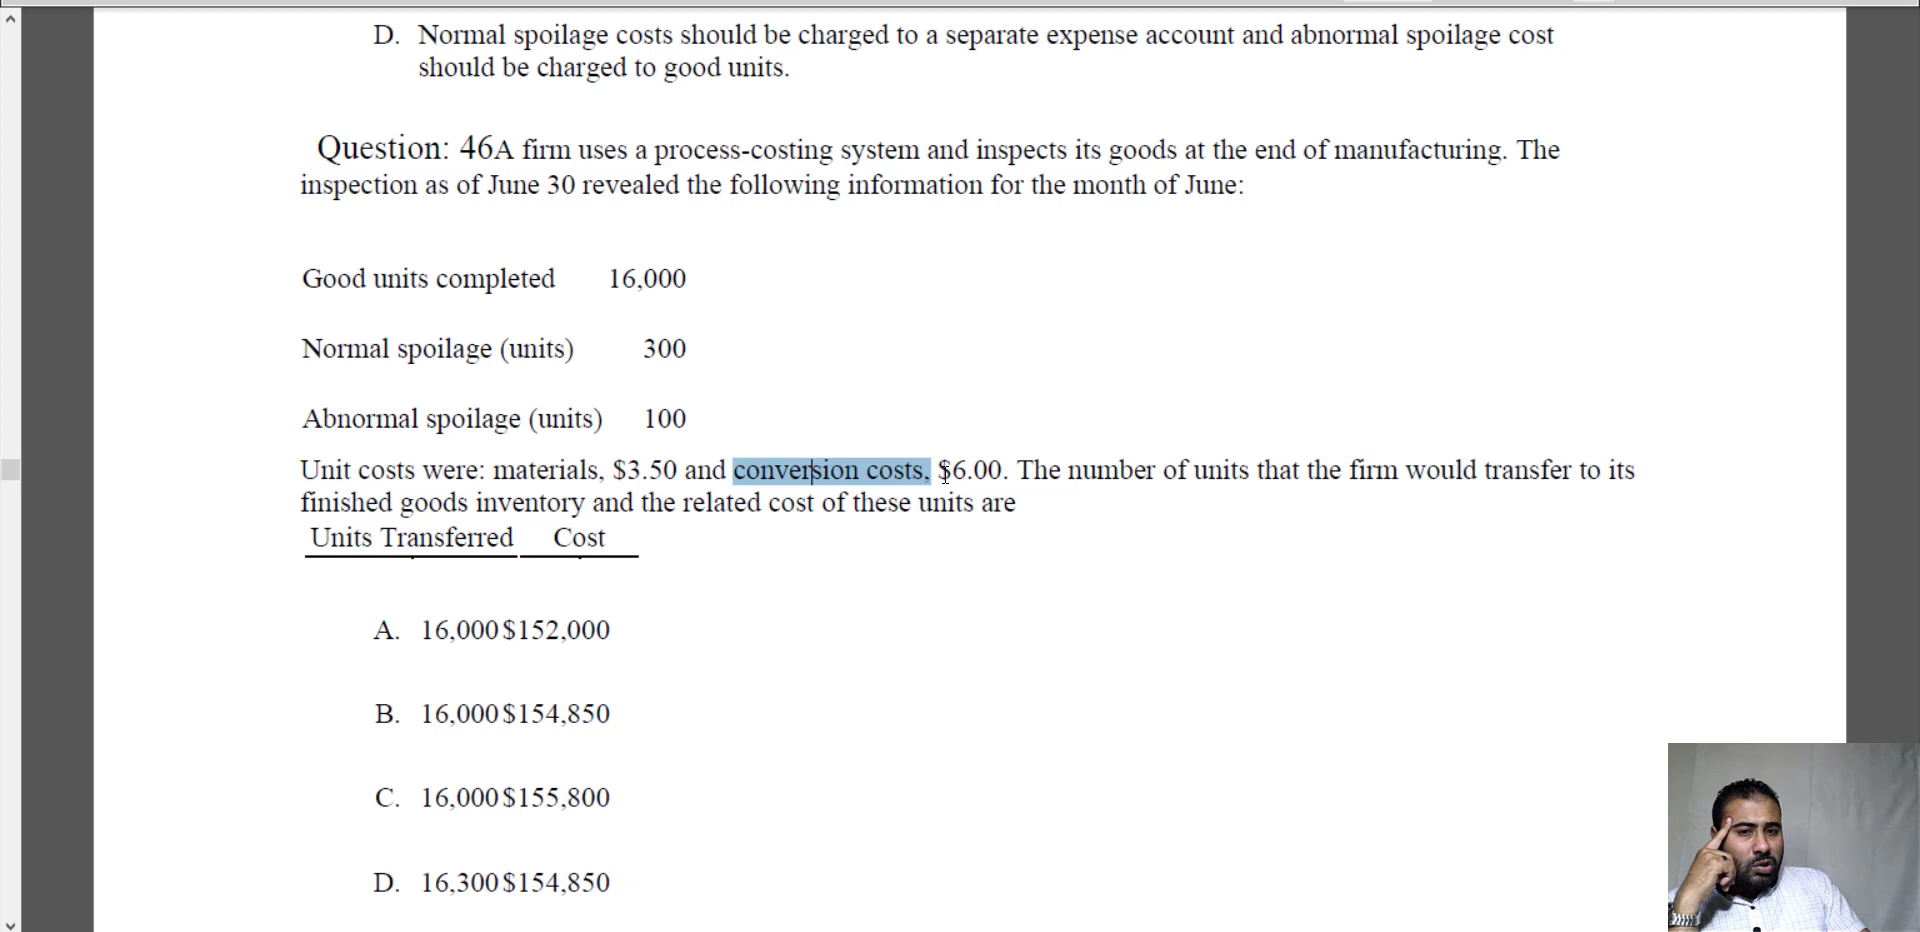 D. Normal spoilage costs should be charged to a separate expense account and abnormal spoilage cost
should be charged to good units.
Question: 46A firm uses a process-costing system and inspects its goods at the end of manufacturing. The
inspection as of June 30 revealed the following information for the month of June:
Good units completed 16,000
Normal spoilage (units) 300
Abnormal spoilage (units) 100
Unit costs were: materials, $3.50 and conversion costs, $6.00. The number of units that the firm would transfer to its
finished goods inventory and the related cost of these units are
Units Transferred Cost
A. 16,000$152,000
B. 16,000$154,850
C. 16,000$155,800
D. 16,300$154,850